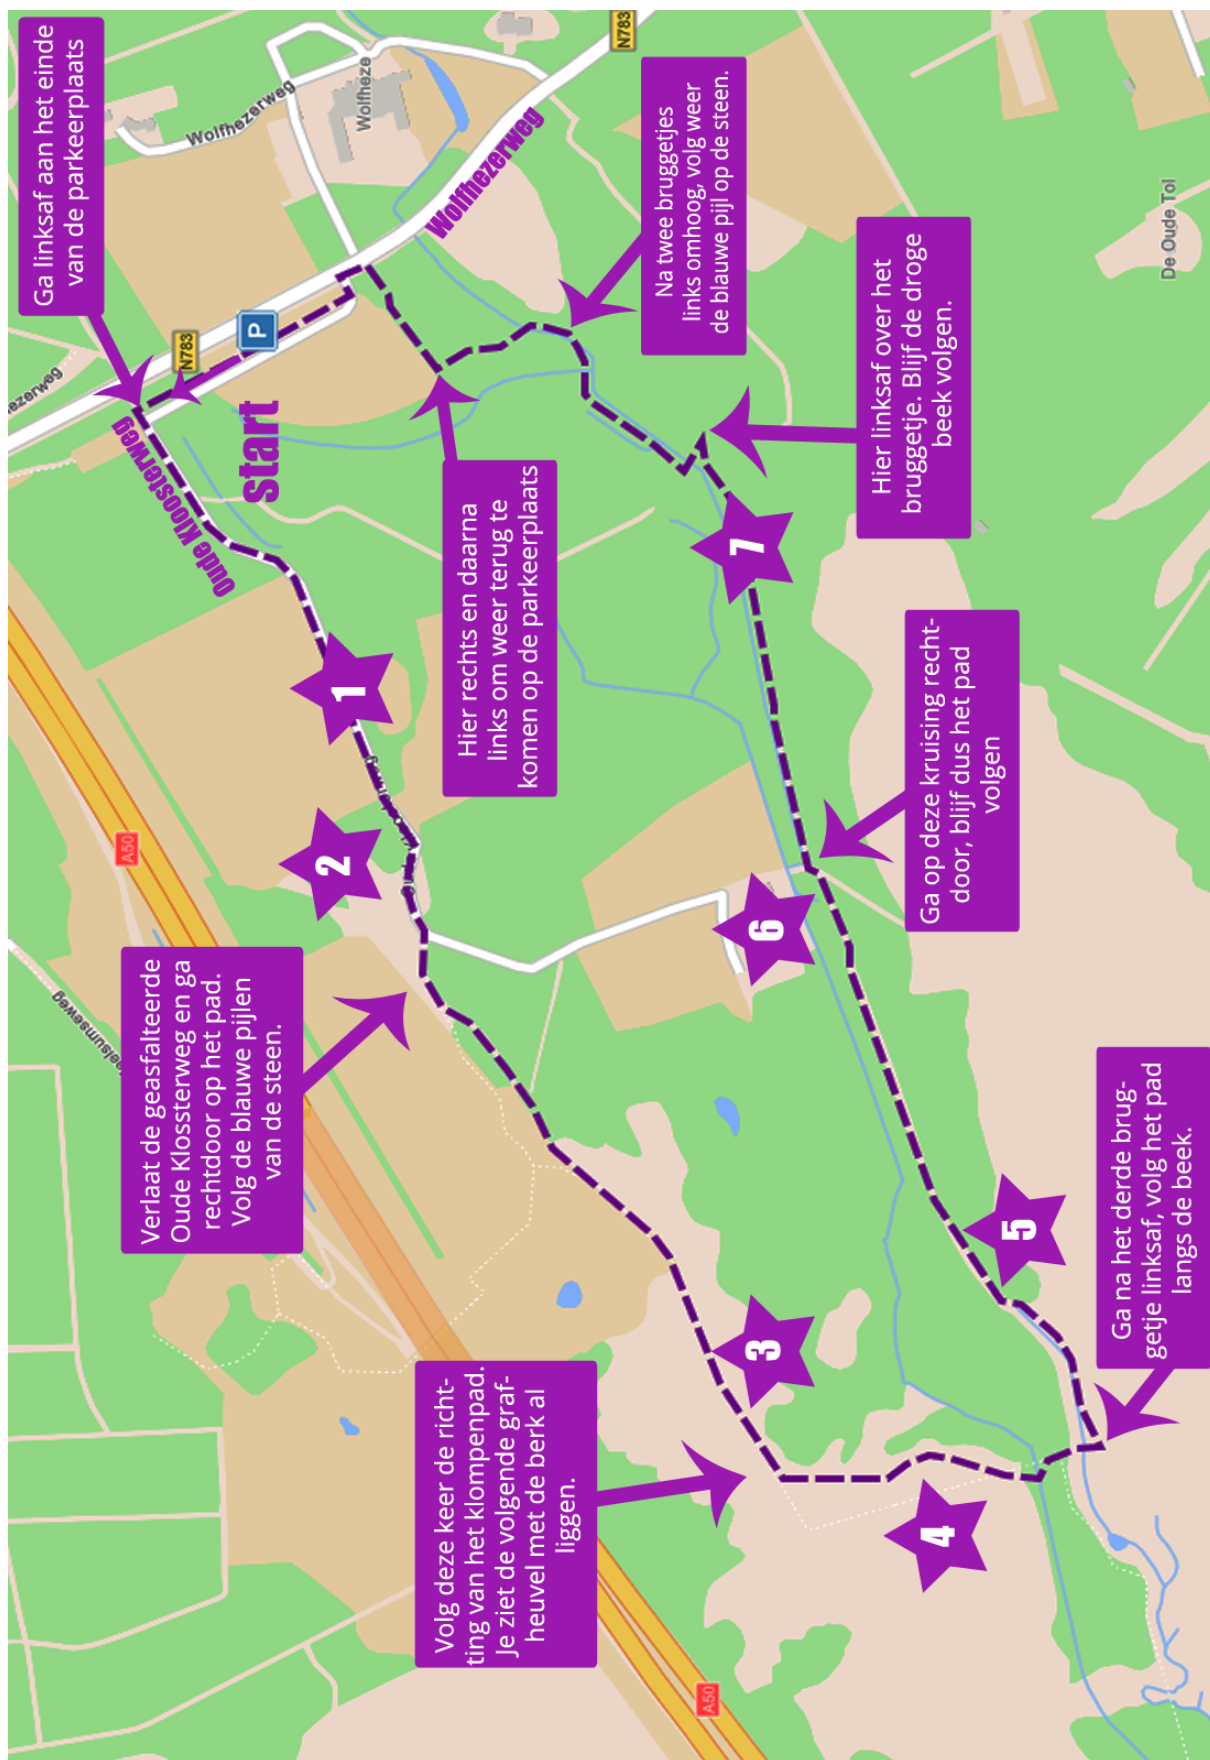 Ga linksaf aan het einde
van de parkeerplaats
N783
P
Start
Oude Kloosterweg
Wolfhezerweg
Wolfheze
Wolfhezerweg
N783
hezerweg
Na twee bruggetjes
links omhoog, volg weer
de blauwe pijl op de steen.
De Oude Tol
Hier linksaf over het
bruggetje. Blijf de droge
beek volgen.
Hier rechts en daarna
links om weer terug te
komen op de parkeerplaats
1
2
A50
7
6
Ga op deze kruising recht-
door, blijf dus het pad
volgen
Verlaat de geasfalteerde
Oude Klossterweg en ga
rechtdoor op het pad.
Volg de blauwe pijlen
van de steen.
elsumseweg
5
Ga na het derde brug-
getje linksaf, volg het pad
langs de beek.
3
4
Volg deze keer de richt-
ting van het klompenpad.
Je ziet de volgende graf-
heuvel met de berk al
liggen.
A50